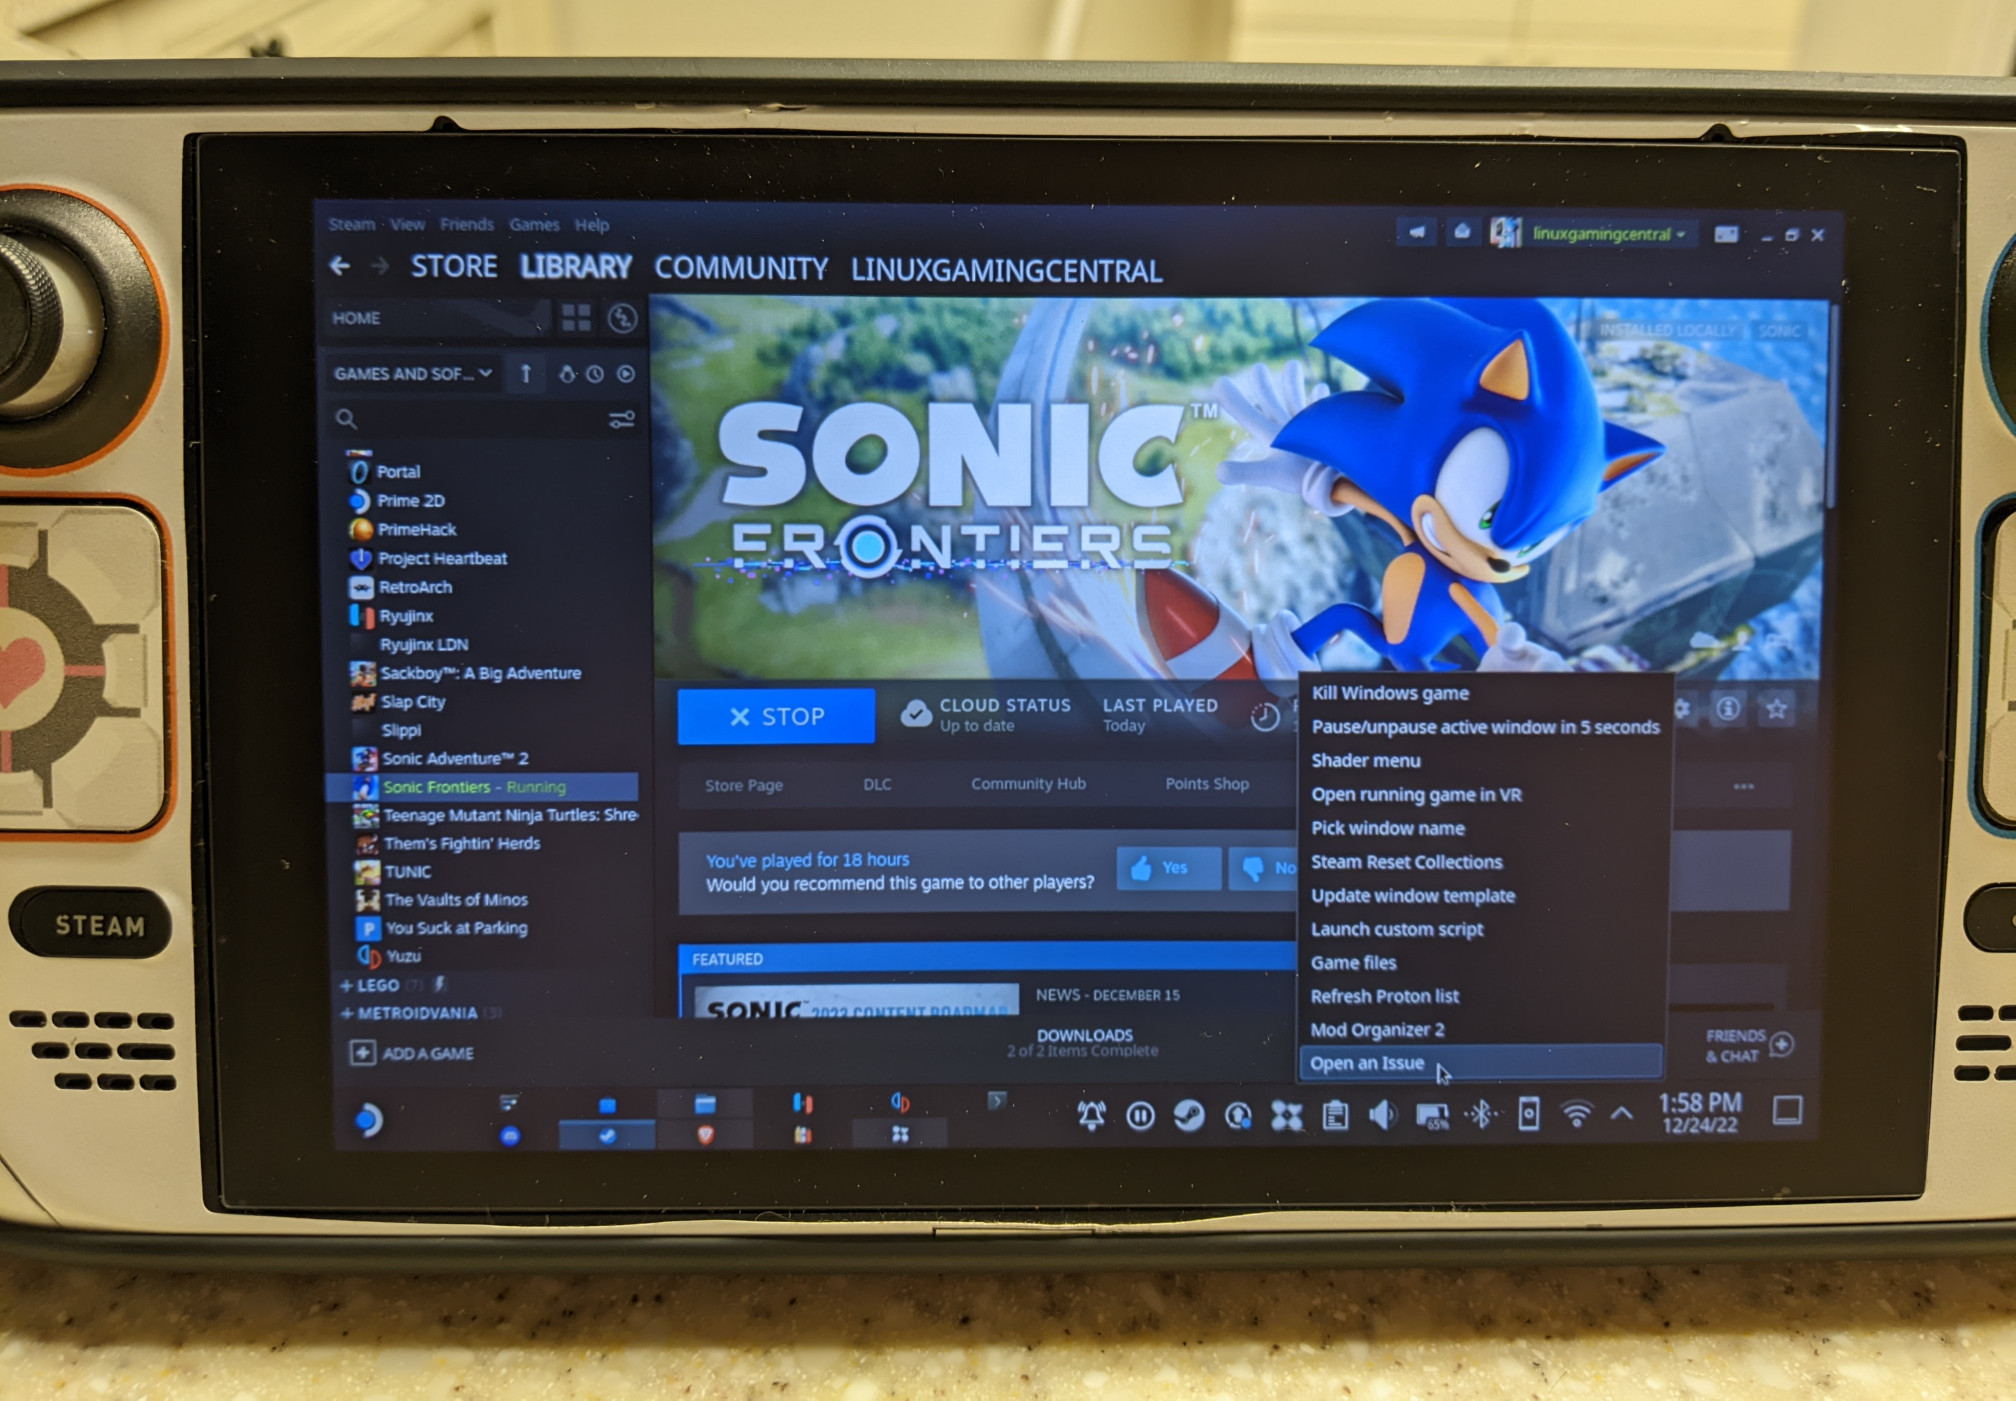 Steam View Friends Games Help
linuxgamingcentral
STORE LIBRARY COMMUNITY LINUXGAMINGCENTRAL
HOME
INSTALLED LOCALLY SONIC
GAMES AND SOF...
SONIC™
FRONTIERS
Portal
Prime 2D
PrimeHack
Project Heartbeat
RetroArch
Ryujinx
Ryujinx LDN
Sackboy™: A Big Adventure
Slap City
Slippi
Sonic Adventure™ 2
Sonic Frontiers - Running
Teenage Mutant Ninja Turtles: Shre
Them's Fightin' Herds
TUNIC
The Vaults of Minos
P You Suck at Parking
Yuzu
+ LEGO (7)
+ METROIDVANIA (3)
+ ADD A GAME
STOP
CLOUD STATUS
Up to date
LAST PLAYED
Today
Store Page DLC Community Hub Points Shop
You've played for 18 hours
Would you recommend this game to other players?
Yes
No
FEATURED
SONIC 2023 CONTENT ROADMAP
NEWS - DECEMBER 15
DOWNLOADS
2 of 2 Items Complete
Kill Windows game
Pause/unpause active window in 5 seconds
Shader menu
Open running game in VR
Pick window name
Steam Reset Collections
Update window template
Launch custom script
Game files
Refresh Proton list
Mod Organizer 2
Open an Issue
FRIENDS
& CHAT
65%
1:58 PM
12/24/22
STEAM